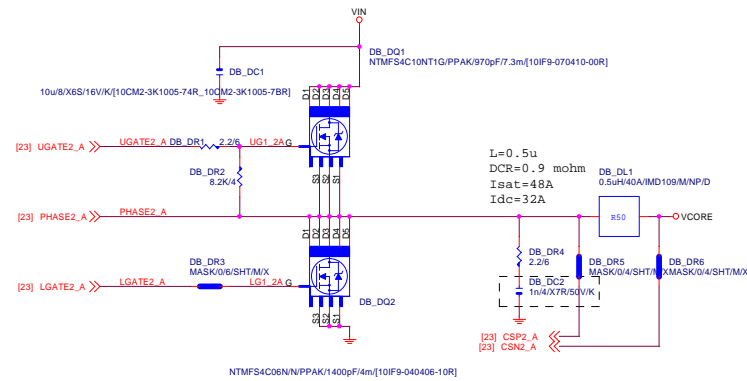 VIN
DB_DQ1
NTMFS4C10NT1G/PPAK/970pF/7.3m/[10IF9-070410-00R]
DB_DC1
10u/8/X6S/16V/K/[10CM2-3K1005-74R_10CM2-3K1005-7BR]
D1 D2 D3 D4 D5
[23] UGATE2_A UGATE2_A DB_DR1 2.2/6 UG1_2A G
DB_DR2
8.2K/4
S3 S2 S1
L=0.5u
DCR=0.9 mohm
Isat=48A
Idc=32A
DB_DL1
0.5uH/40A/IMD109/M/NP/D
R50
VCORE
[23] PHASE2_A PHASE2_A
D1 D2 D3 D4 D5
DB_DR3
MASK/0/6/SHT/M/X
[23] LGATE2_A LGATE2_A LG1_2A G
DB_DQ2
S3 S2 S1
DB_DR4
2.2/6
DB_DR5
MASK/0/4/SHT/M/X
DB_DR6
MASK/0/4/SHT/M/X
DB_DC2
1n/4/X7R/50V/K
[23] CSP2_A
[23] CSN2_A
NTMFS4C06N/N/PPAK/1400pF/4m/[10IF9-040406-10R]